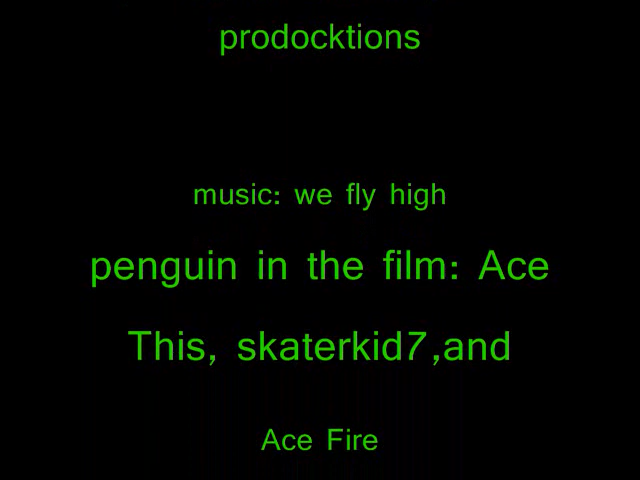 prodocktions
music: we fly high
penguin in the film: Ace
This, skaterkid7,and
Ace Fire